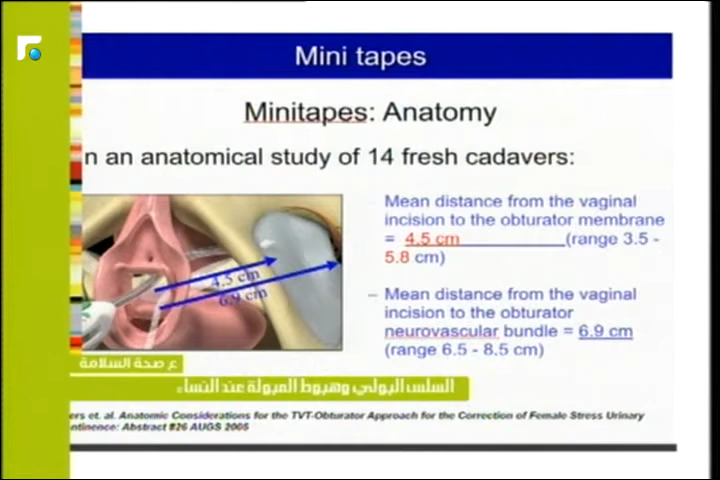 Mini tapes
Minitapes: Anatomy
n an anatomical study of 14 fresh cadavers:
Mean distance from the vaginal
incision to the obturator membrane
= 4.5 cm (range 3.5 -
5.8 cm)
– Mean distance from the vaginal
incision to the obturator
neurovascular bundle = 6.9 cm
(range 6.5 - 8.5 cm)
4.5 cm
6.9 cm
ع صحة السلامة
السلس البولي وهبوط المبولة عند النساء
ers et. al. Anatomic Considerations for the TVT-Obturator Approach for the Correction of Female Stress Urinary
ntinence: Abstract #26 AUGS 2005